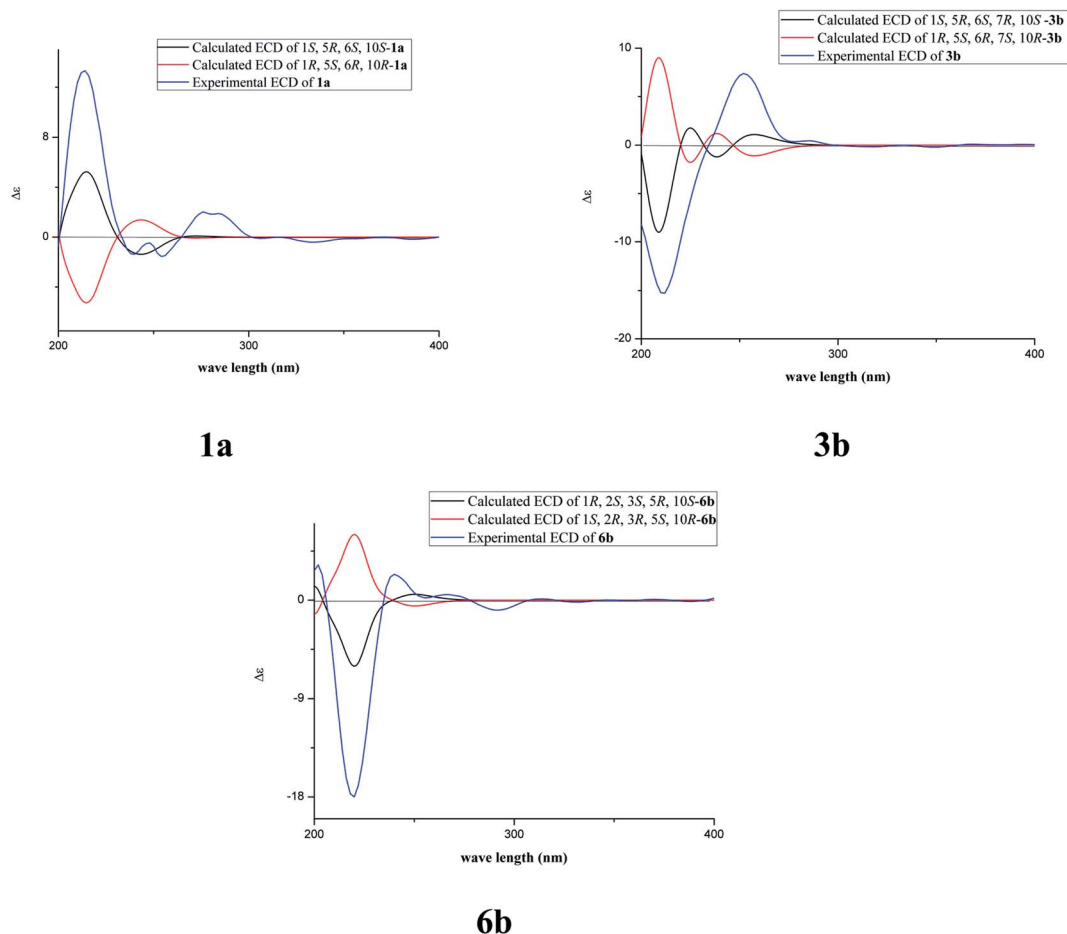 Calculated ECD of 1S, 5R, 6S, 10S-1a
Calculated ECD of 1R, 5S, 6R, 10R-1a
Experimental ECD of 1a
8
0
Δε
200
300
400
wave length (nm)
1a
Calculated ECD of 1S, 5R, 6S, 7R, 10S -3b
Calculated ECD of 1R, 5S, 6R, 7S, 10R-3b
Experimental ECD of 3b
10
0
-10
-20
Δε
200
300
400
wave length (nm)
3b
Calculated ECD of 1R, 2S, 3S, 5R, 10S-6b
Calculated ECD of 1S, 2R, 3R, 5S, 10R-6b
Experimental ECD of 6b
0
-9
-18
Δε
200
300
400
wave length (nm)
6b